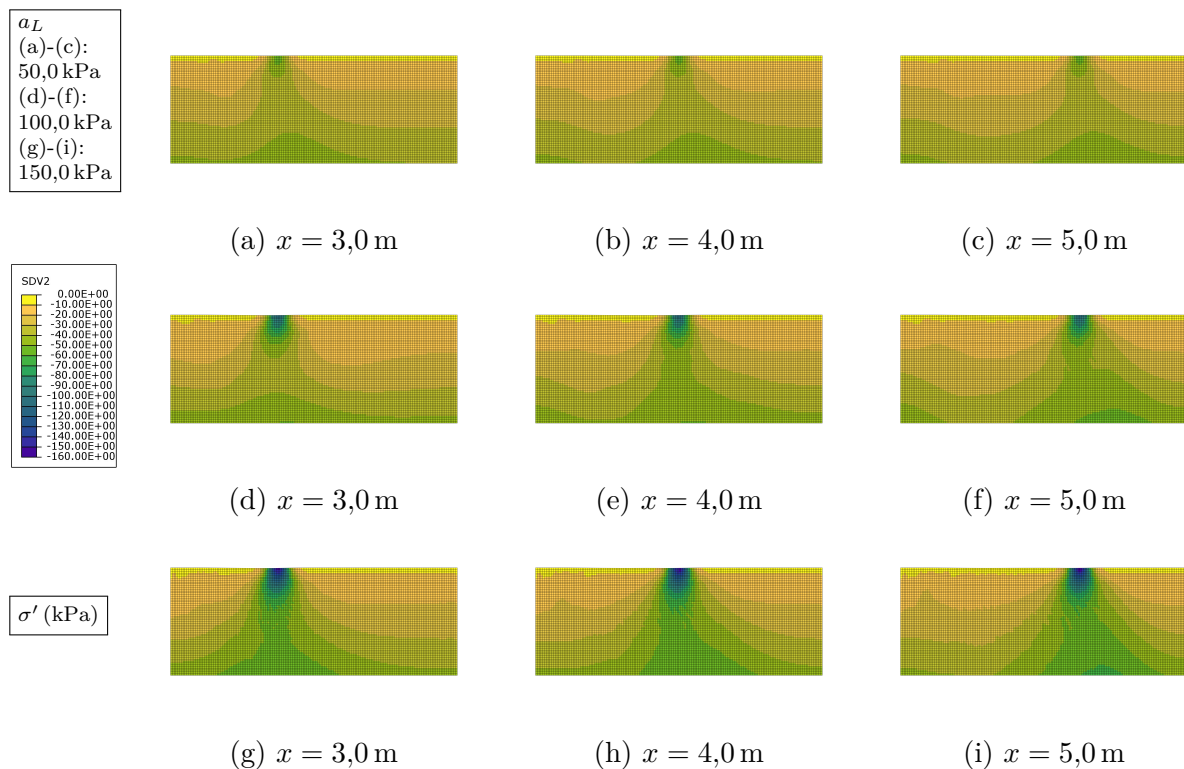 a_L
(a)-(c):
50,0 kPa
(d)-(f):
100,0 kPa
(g)-(i):
150,0 kPa
(a) x = 3,0 m
(b) x = 4,0 m
(c) x = 5,0 m
SDV2
0.00E+00
-10.00E+00
-20.00E+00
-30.00E+00
-40.00E+00
-50.00E+00
-60.00E+00
-70.00E+00
-80.00E+00
-90.00E+00
-100.00E+00
-110.00E+00
-120.00E+00
-130.00E+00
-140.00E+00
-150.00E+00
-160.00E+00
(d) x = 3,0 m
(e) x = 4,0 m
(f) x = 5,0 m
σ′ (kPa)
(g) x = 3,0 m
(h) x = 4,0 m
(i) x = 5,0 m